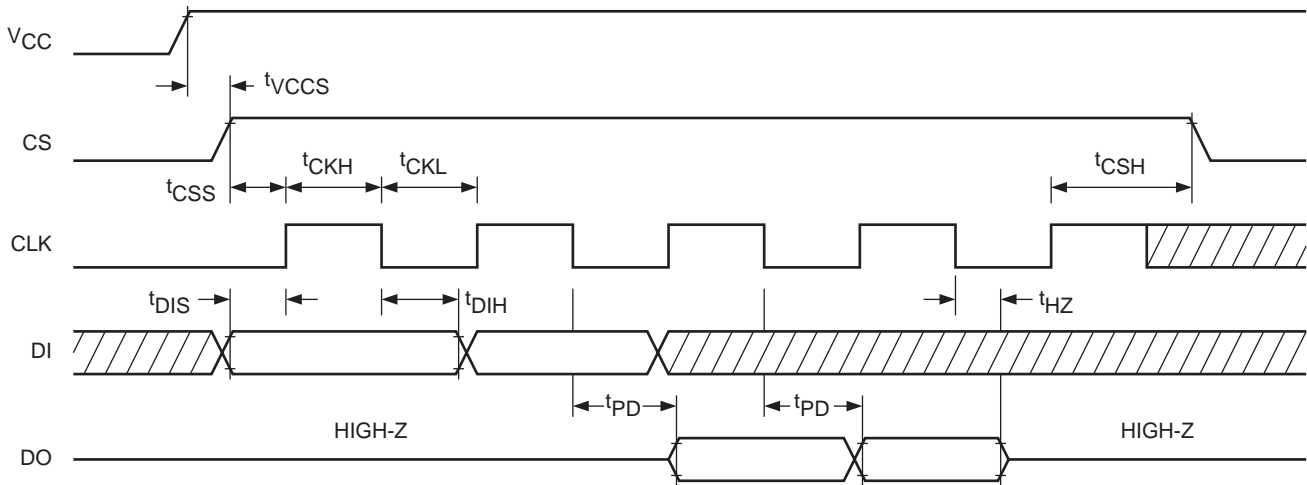 VCC
tVCCS
CS
tCSS
tCKH
tCKL
tCSH
CLK
tDIS
tDIH
tHZ
DI
tPD
tPD
HIGH-Z
HIGH-Z
DO